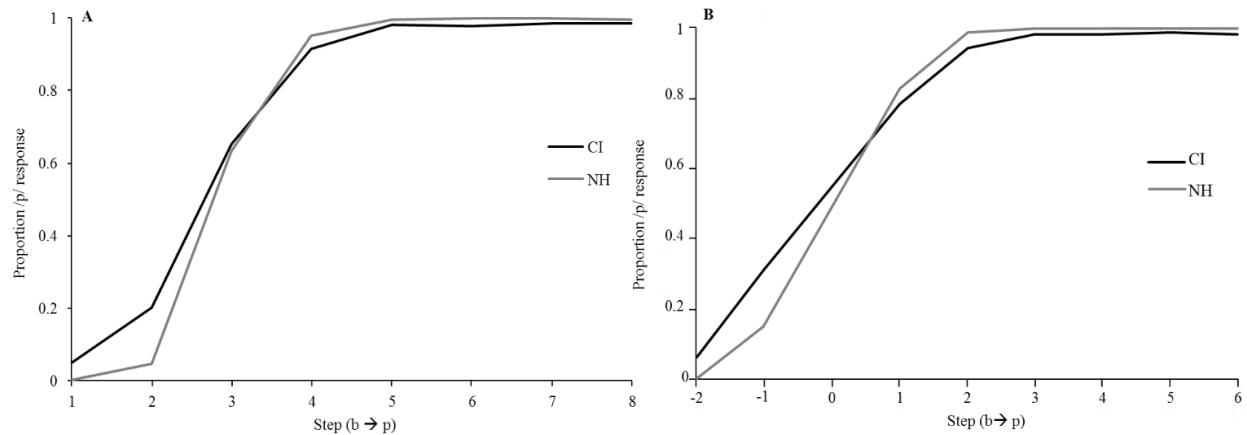 A
1
0.8
0.6
0.4
0.2
0
Proportion /p/ response
CI
NH
1 2 3 4 5 6 7 8
Step (b → p)
B
1
0.8
0.6
0.4
0.2
0
Proportion /p/ response
CI
NH
-2 -1 0 1 2 3 4 5 6
Step (b → p)